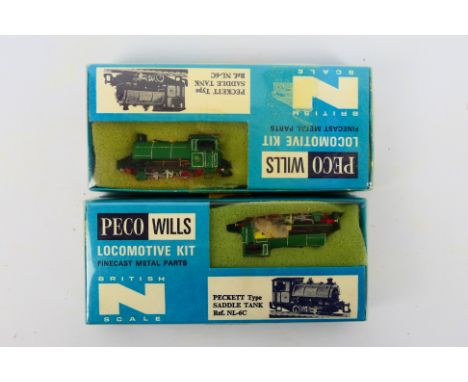 PECKETT Type
SADDLE TANK
Ref. NL-6C
BRITISH
N
SCALE
PECO WILLS
LOCOMOTIVE KIT
FINECAST METAL PARTS
PECO WILLS
LOCOMOTIVE KIT
FINECAST METAL PARTS
BRITISH
N
SCALE
PECKETT Type
SADDLE TANK
Ref. NL-6C